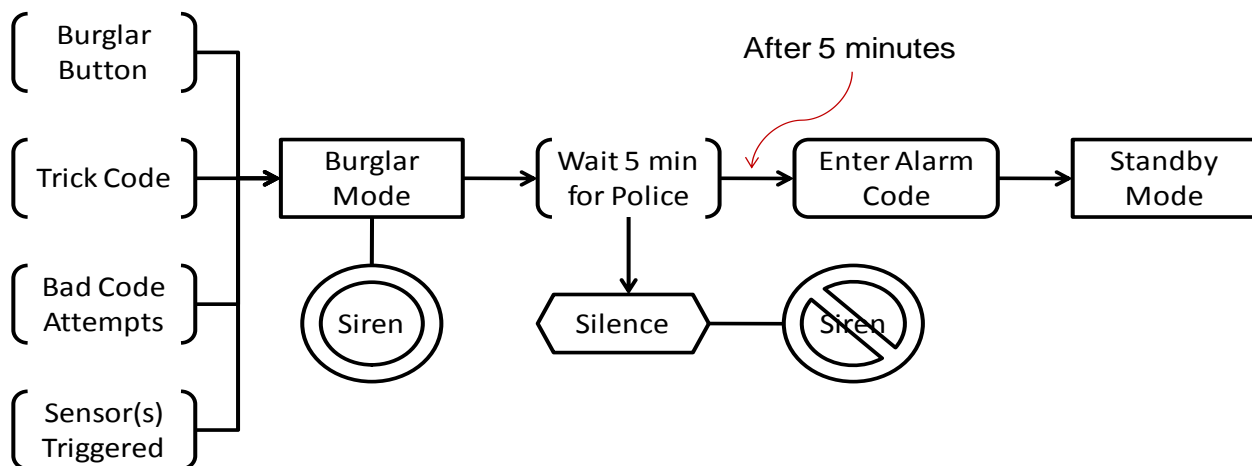 Burglar
Button
After 5 minutes
Trick Code
Burglar
Mode
Wait 5 min
for Police
Enter Alarm
Code
Standby
Mode
Bad Code
Attempts
Siren
Silence
Siren
Sensor(s)
Triggered